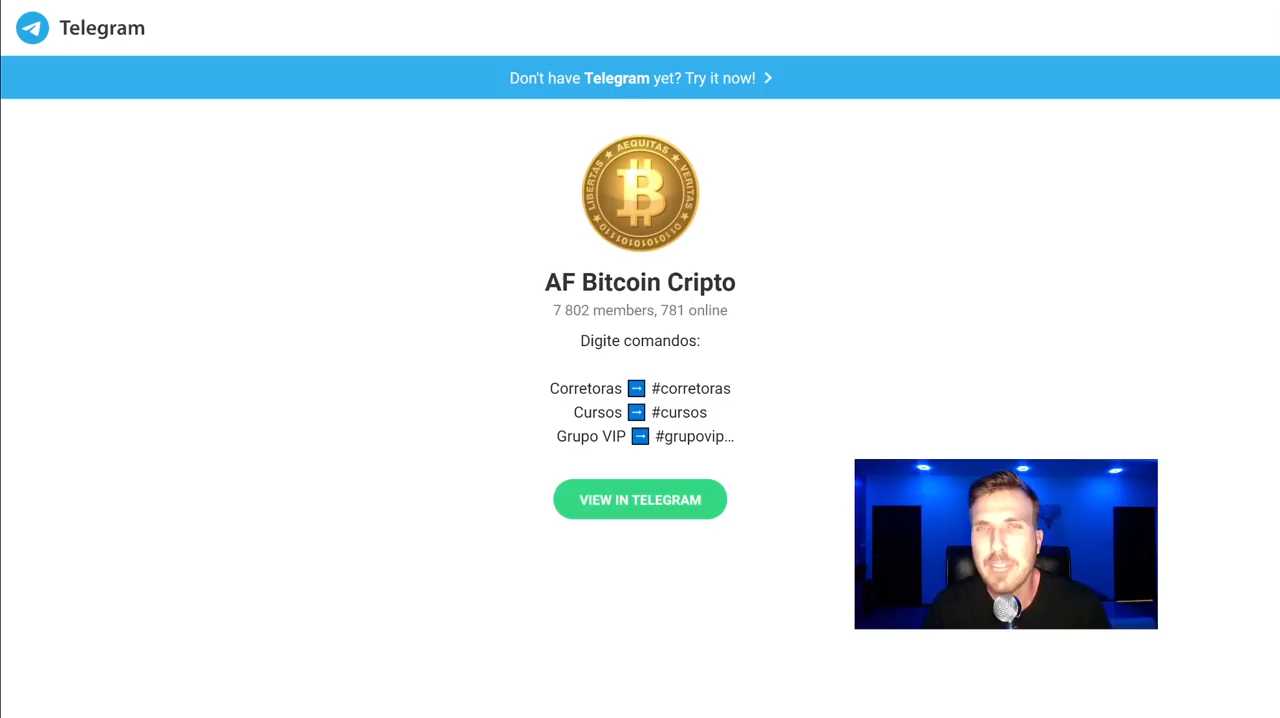 Telegram
Don't have Telegram yet? Try it now!
LIBERTAS ★ AEQUITAS ★ VERITAS
B
AF Bitcoin Cripto
7 802 members, 781 online
Digite comandos:
Corretoras ➡ #corretoras
Cursos ➡ #cursos
Grupo VIP ➡ #grupovip...
VIEW IN TELEGRAM